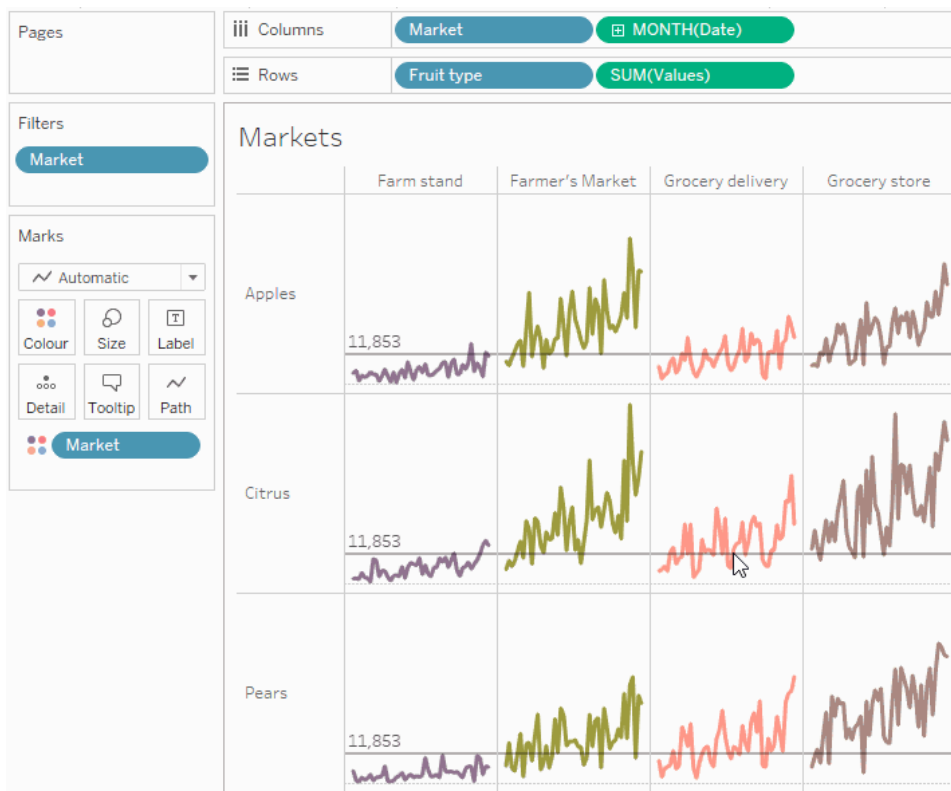 Pages
Columns
Market
MONTH(Date)
Rows
Fruit type
SUM(Values)
Filters
Market
Marks
Automatic
Colour
Size
T
Label
Detail
Tooltip
Path
Market
Markets
Farm stand
Farmer's Market
Grocery delivery
Grocery store
Apples
11,853
Citrus
11,853
Pears
11,853